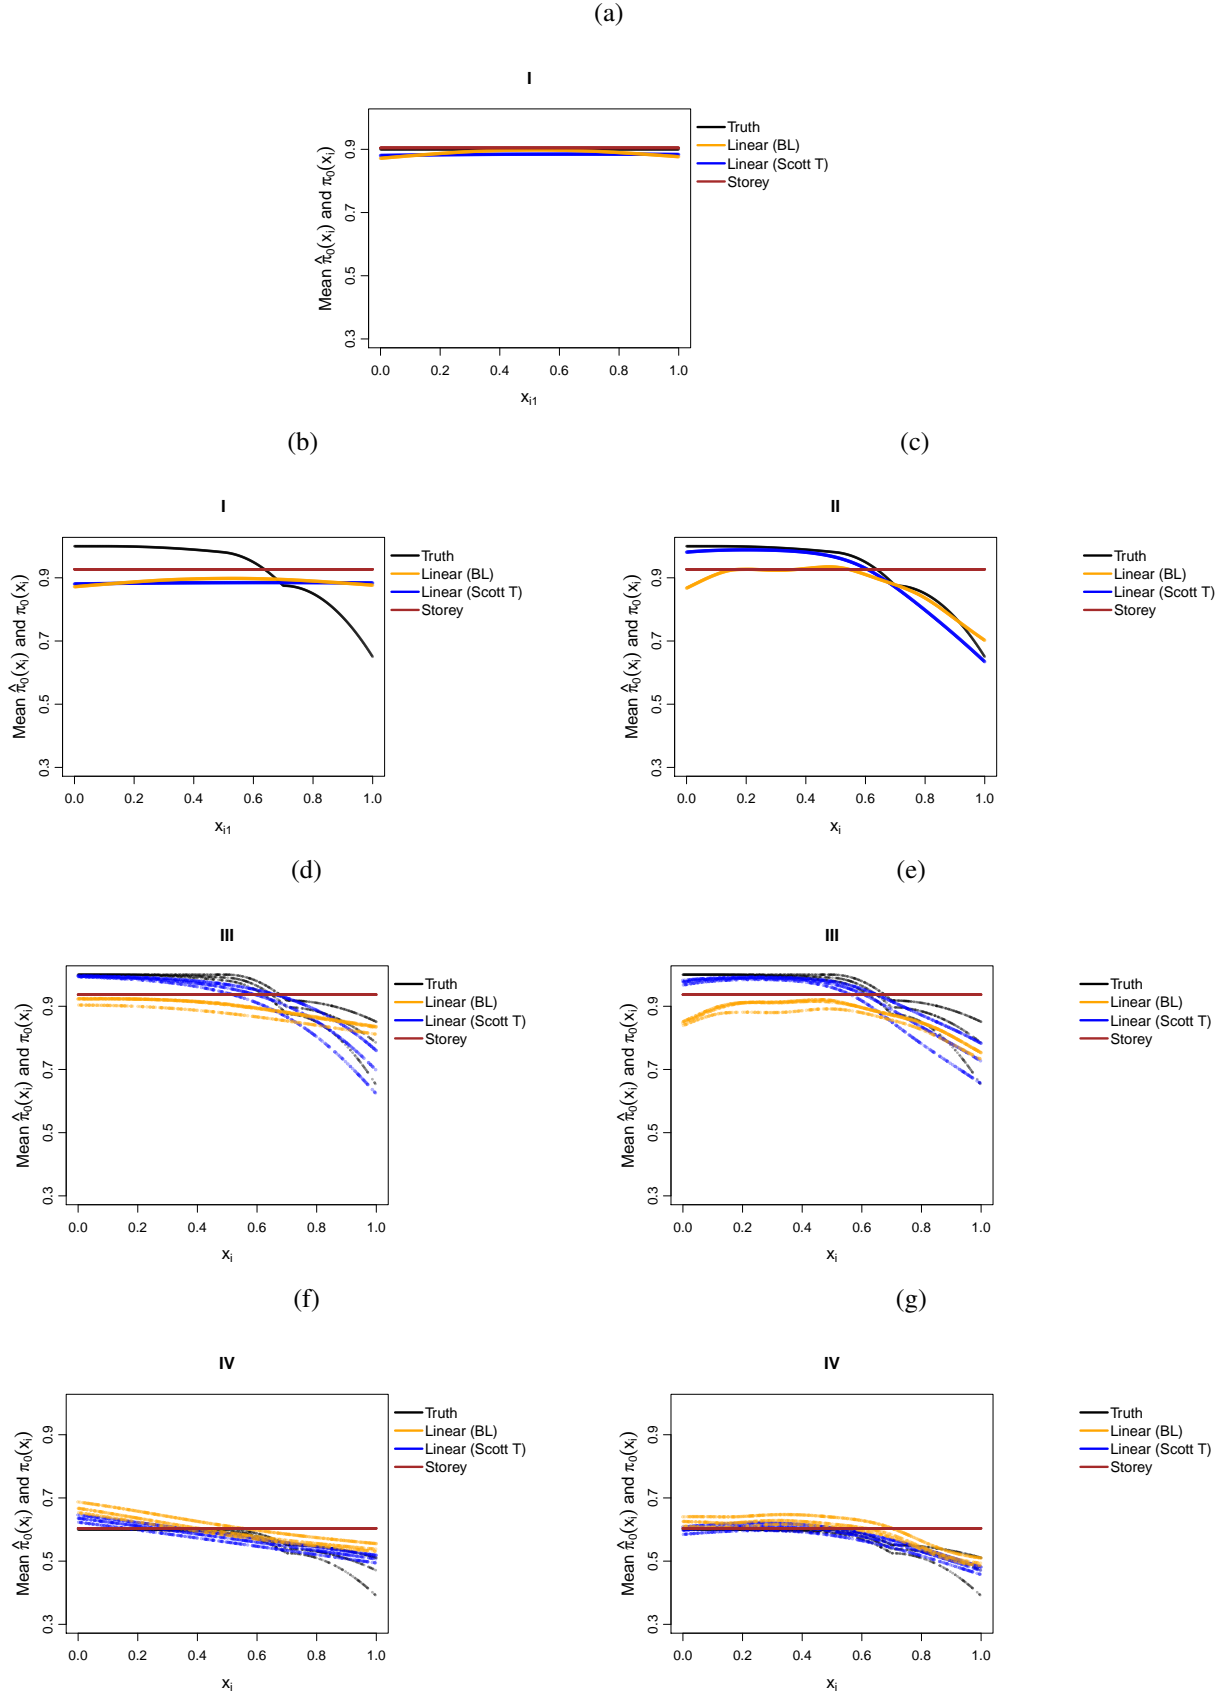 (a)
I
Mean π̂₀(xᵢ) and π₀(xᵢ)
0.3 0.5 0.7 0.9
Truth
Linear (BL)
Linear (Scott T)
Storey
0.0 0.2 0.4 0.6 0.8 1.0
xᵢ₁
(b)
I
Mean π̂₀(xᵢ) and π₀(xᵢ)
0.3 0.5 0.7 0.9
Truth
Linear (BL)
Linear (Scott T)
Storey
0.0 0.2 0.4 0.6 0.8 1.0
xᵢ₁
(c)
II
Mean π̂₀(xᵢ) and π₀(xᵢ)
0.3 0.5 0.7 0.9
Truth
Linear (BL)
Linear (Scott T)
Storey
0.0 0.2 0.4 0.6 0.8 1.0
xᵢ
(d)
III
Mean π̂₀(xᵢ) and π₀(xᵢ)
0.3 0.5 0.7 0.9
Truth
Linear (BL)
Linear (Scott T)
Storey
0.0 0.2 0.4 0.6 0.8 1.0
xᵢ
(e)
III
Mean π̂₀(xᵢ) and π₀(xᵢ)
0.3 0.5 0.7 0.9
Truth
Linear (BL)
Linear (Scott T)
Storey
0.0 0.2 0.4 0.6 0.8 1.0
xᵢ
(f)
IV
Mean π̂₀(xᵢ) and π₀(xᵢ)
0.3 0.5 0.7 0.9
Truth
Linear (BL)
Linear (Scott T)
Storey
0.0 0.2 0.4 0.6 0.8 1.0
xᵢ
(g)
IV
Mean π̂₀(xᵢ) and π₀(xᵢ)
0.3 0.5 0.7 0.9
Truth
Linear (BL)
Linear (Scott T)
Storey
0.0 0.2 0.4 0.6 0.8 1.0
xᵢ